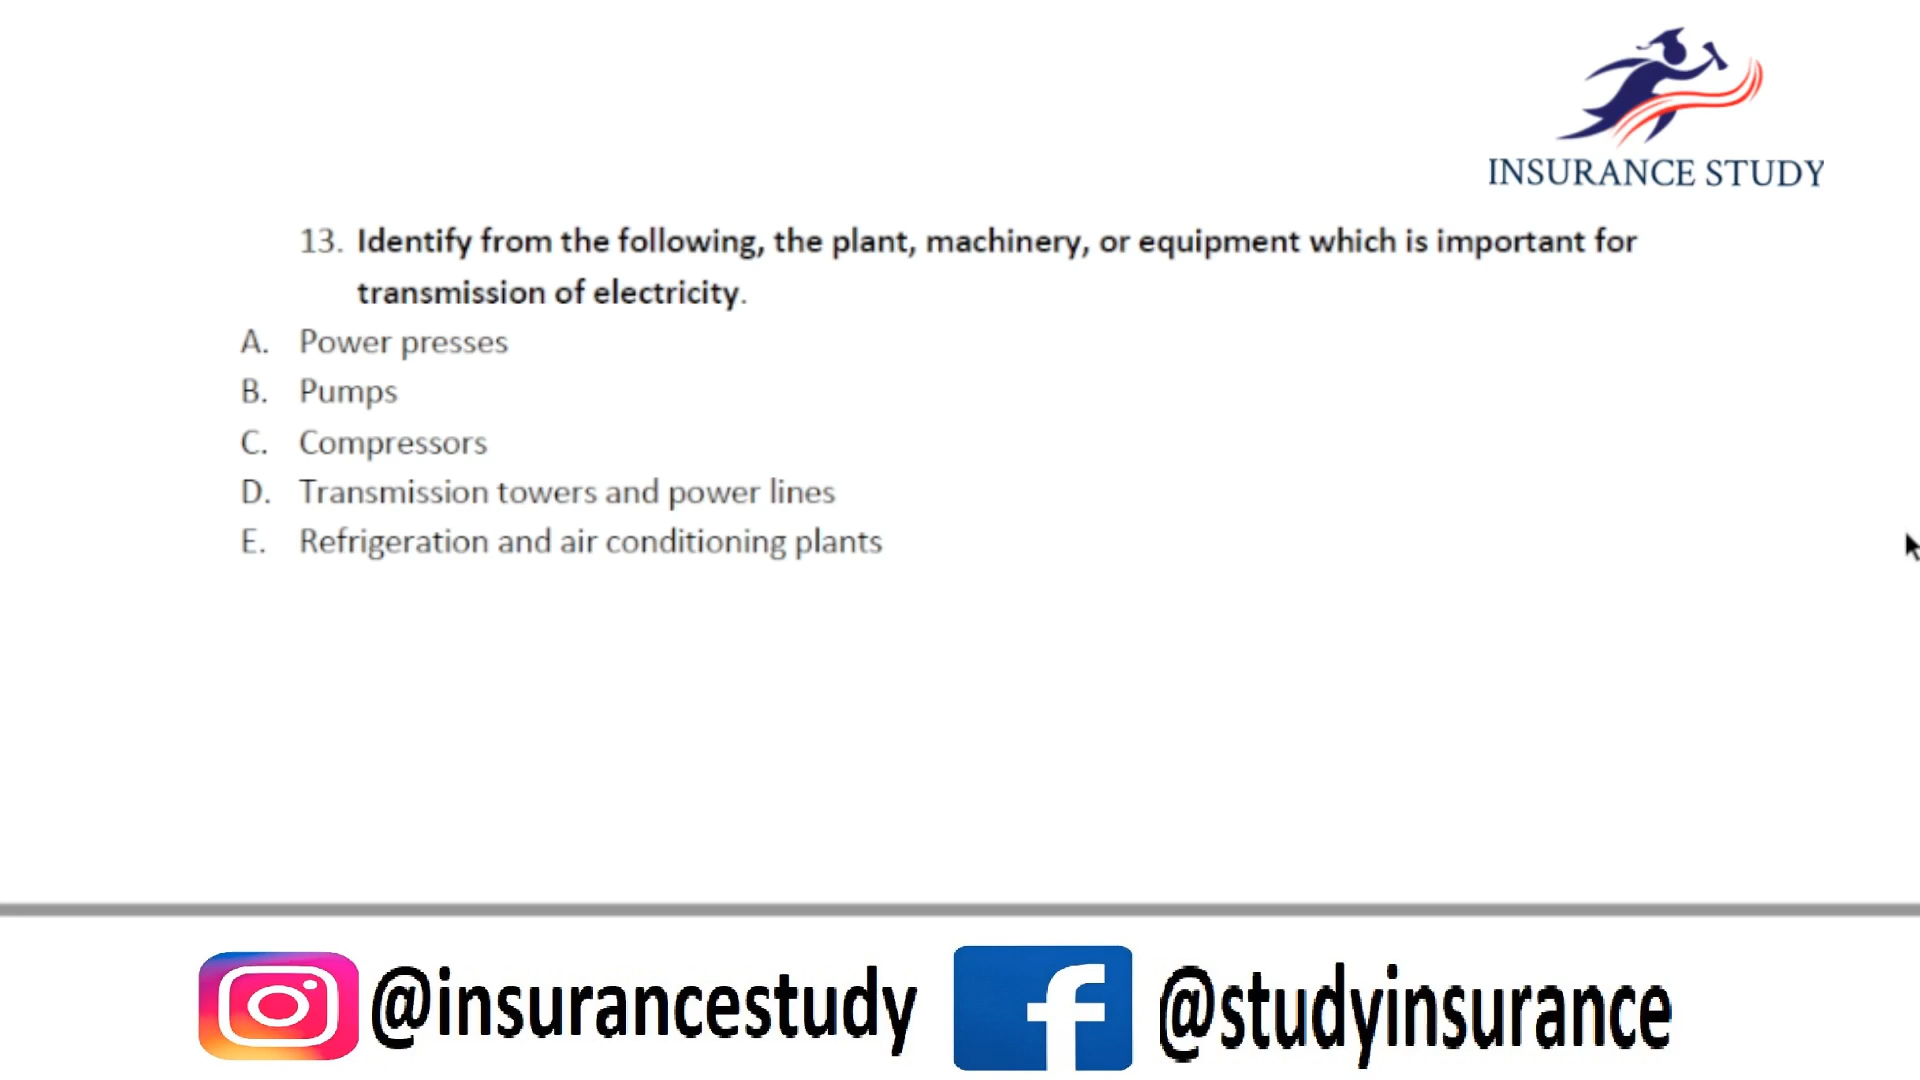 INSURANCE STUDY
13. Identify from the following, the plant, machinery, or equipment which is important for
transmission of electricity.
A. Power presses
B. Pumps
C. Compressors
D. Transmission towers and power lines
E. Refrigeration and air conditioning plants
@insurancestudy @studyinsurance